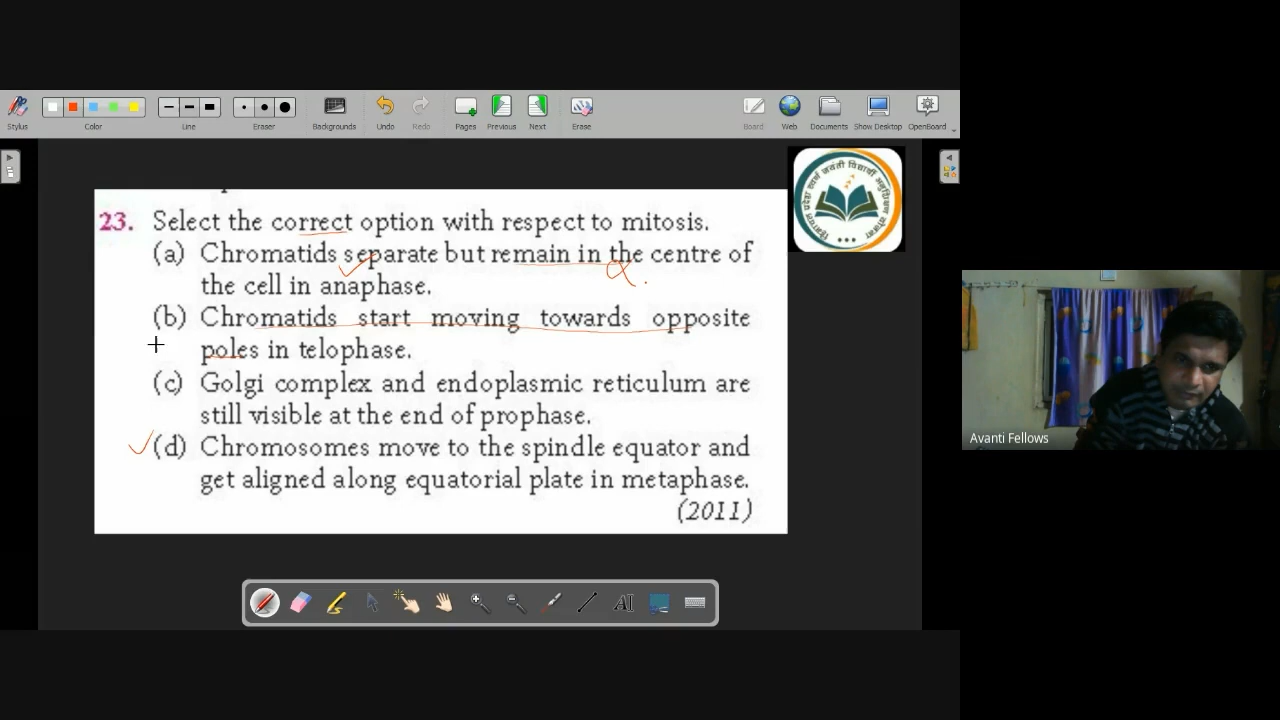 Stylus
Color
Line
Eraser
Backgrounds
Undo
Redo
Pages
Previous
Next
Erase
Board
Web
Documents
Show Desktop
OpenBoard
23. Select the correct option with respect to mitosis.
(a) Chromatids separate but remain in the centre of
the cell in anaphase.
(b) Chromatids start moving towards opposite
poles in telophase.
(c) Golgi complex and endoplasmic reticulum are
still visible at the end of prophase.
(d) Chromosomes move to the spindle equator and
get aligned along equatorial plate in metaphase.
(2011)
Avanti Fellows